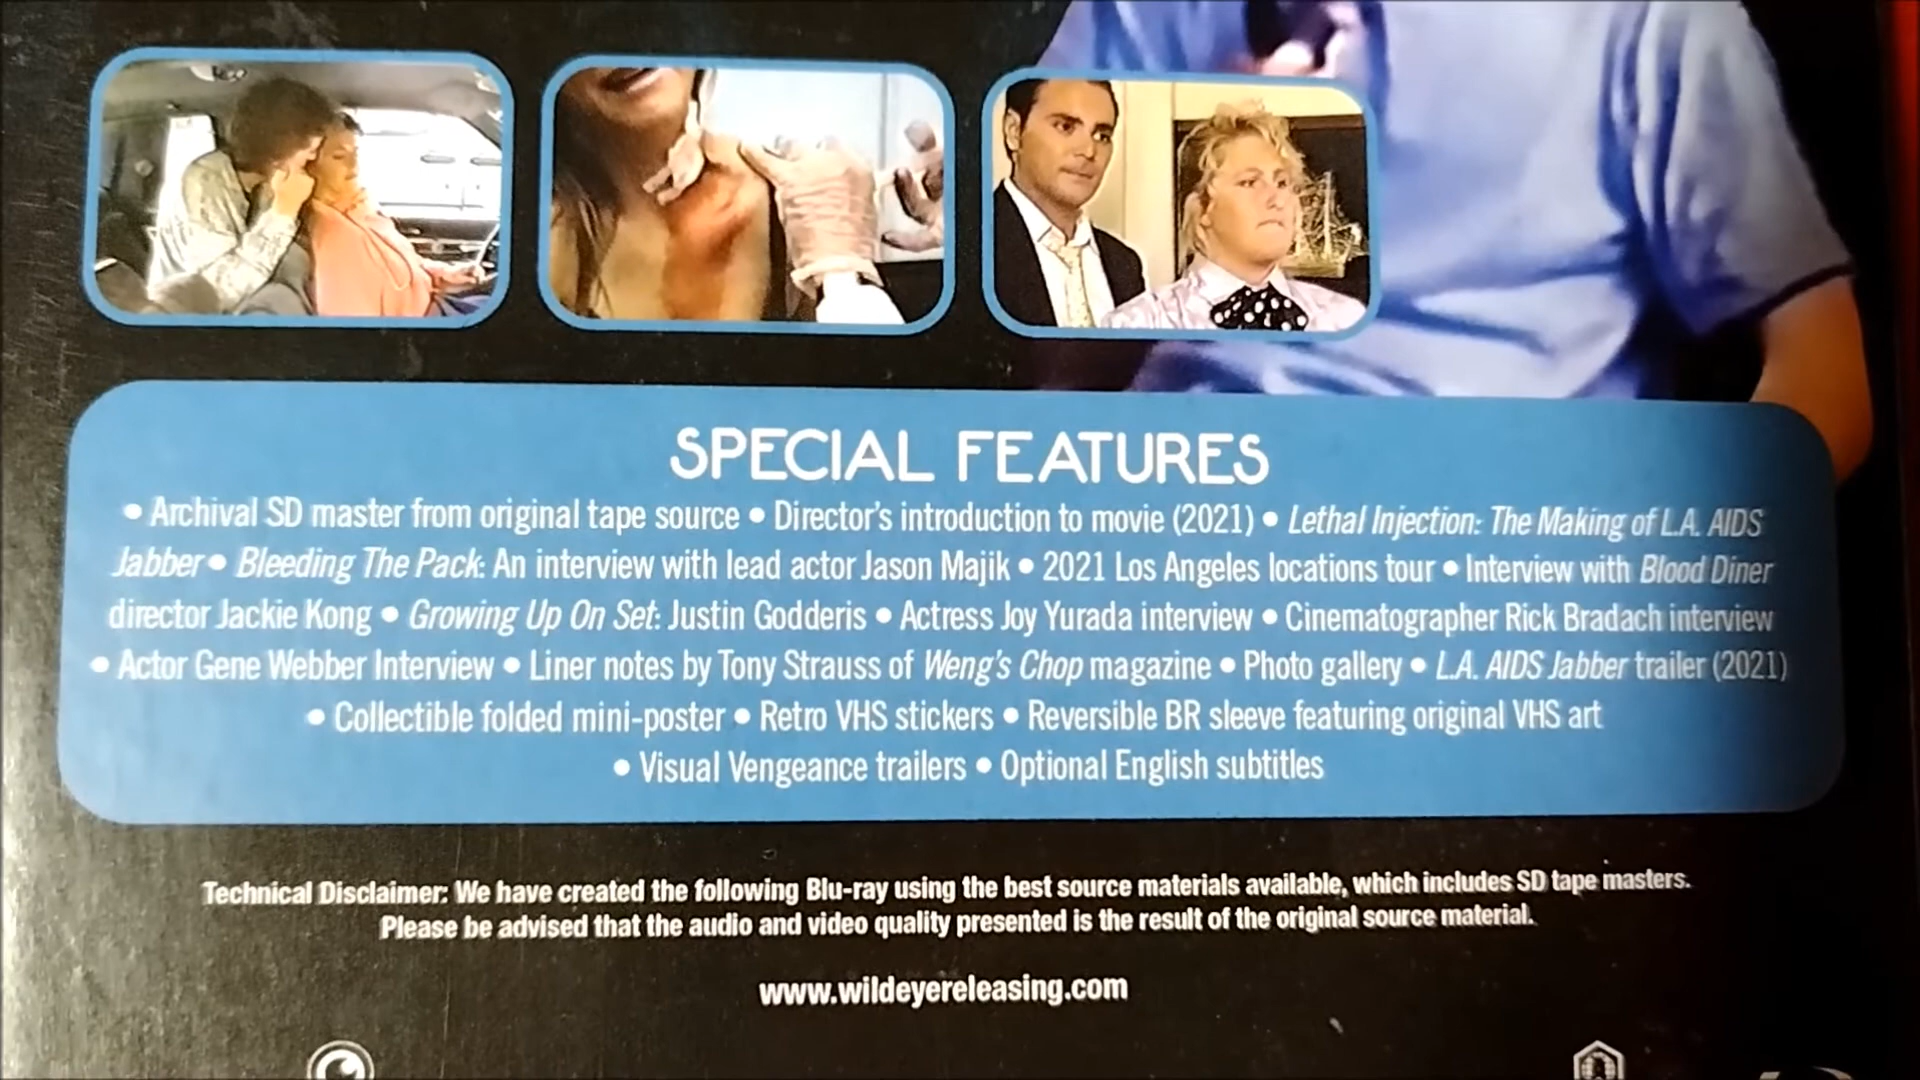 SPECIAL FEATURES
• Archival SD master from original tape source • Director's introduction to movie (2021) • Lethal Injection: The Making of L.A. AIDS
Jabber • Bleeding The Pack: An interview with lead actor Jason Majik • 2021 Los Angeles locations tour • Interview with Blood Diner
director Jackie Kong • Growing Up On Set: Justin Godderis • Actress Joy Yurada interview • Cinematographer Rick Bradach interview
• Actor Gene Webber Interview • Liner notes by Tony Strauss of Weng's Chop magazine • Photo gallery • L.A. AIDS Jabber trailer (2021)
• Collectible folded mini-poster • Retro VHS stickers • Reversible BR sleeve featuring original VHS art
• Visual Vengeance trailers • Optional English subtitles
Technical Disclaimer: We have created the following Blu-ray using the best source materials available, which includes SD tape masters.
Please be advised that the audio and video quality presented is the result of the original source material.
www.wildeyereleasing.com